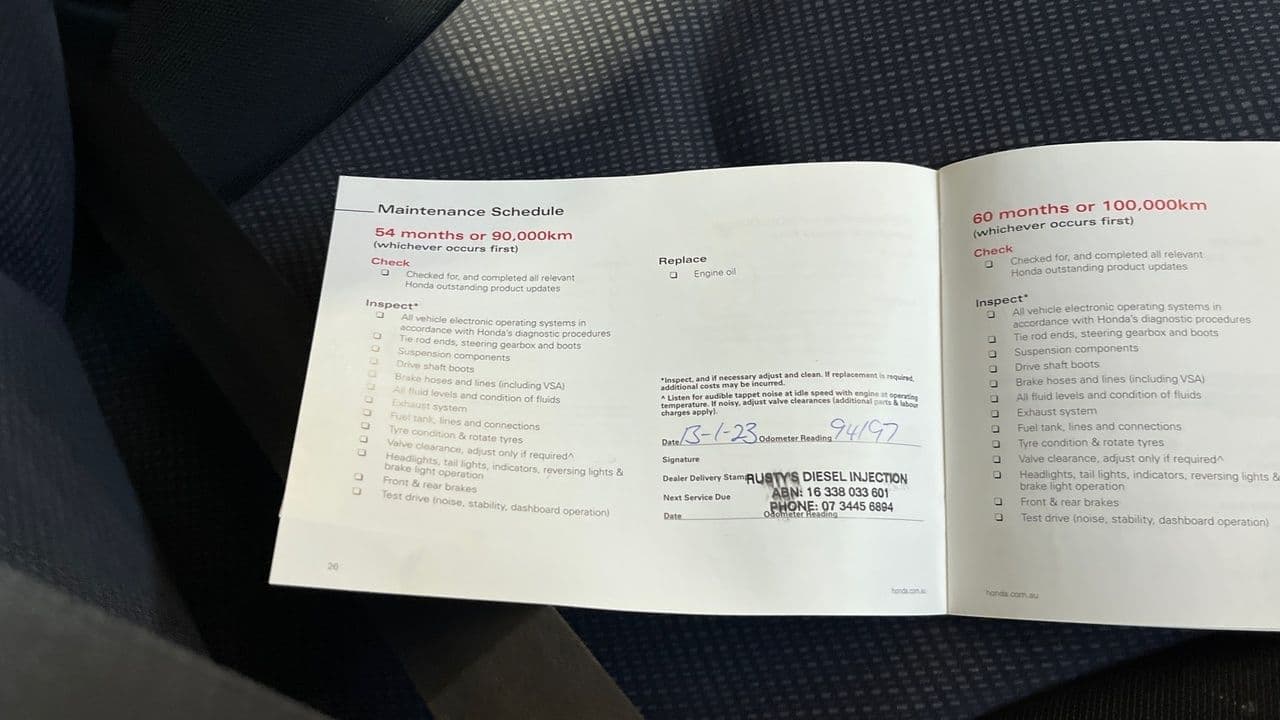 Maintenance Schedule
54 months or 90,000km
(whichever occurs first)
Check
❏ Checked for, and completed all relevant
Honda outstanding product updates
Inspect*
❏ All vehicle electronic operating systems in
accordance with Honda's diagnostic procedures
❏ Tie rod ends, steering gearbox and boots
❏ Suspension components
❏ Drive shaft boots
❏ Brake hoses and lines (including VSA)
❏ All fluid levels and condition of fluids
❏ Exhaust system
❏ Fuel tank, lines and connections
❏ Tyre condition & rotate tyres
❏ Valve clearance, adjust only if required^
❏ Headlights, tail lights, indicators, reversing lights &
brake light operation
❏ Front & rear brakes
❏ Test drive (noise, stability, dashboard operation)
26
Replace
❏ Engine oil
*Inspect, and if necessary adjust and clean. If replacement is required,
additional costs may be incurred.
^ Listen for audible tappet noise at idle speed with engine at operating
temperature. If noisy, adjust valve clearances (additional parts & labour
charges apply).
Date 13-1-23 Odometer Reading 94197
Signature
Dealer Delivery Stamp RUSTY'S DIESEL INJECTION
ABN: 16 338 033 601
Next Service Due
PHONE: 07 3445 6894
Date Odometer Reading
honda.com.au
60 months or 100,000km
(whichever occurs first)
Check
❏ Checked for, and completed all relevant
Honda outstanding product updates
Inspect*
❏ All vehicle electronic operating systems in
accordance with Honda's diagnostic procedures
❏ Tie rod ends, steering gearbox and boots
❏ Suspension components
❏ Drive shaft boots
❏ Brake hoses and lines (including VSA)
❏ All fluid levels and condition of fluids
❏ Exhaust system
❏ Fuel tank, lines and connections
❏ Tyre condition & rotate tyres
❏ Valve clearance, adjust only if required^
❏ Headlights, tail lights, indicators, reversing lights &
brake light operation
❏ Front & rear brakes
❏ Test drive (noise, stability, dashboard operation)
honda.com.au